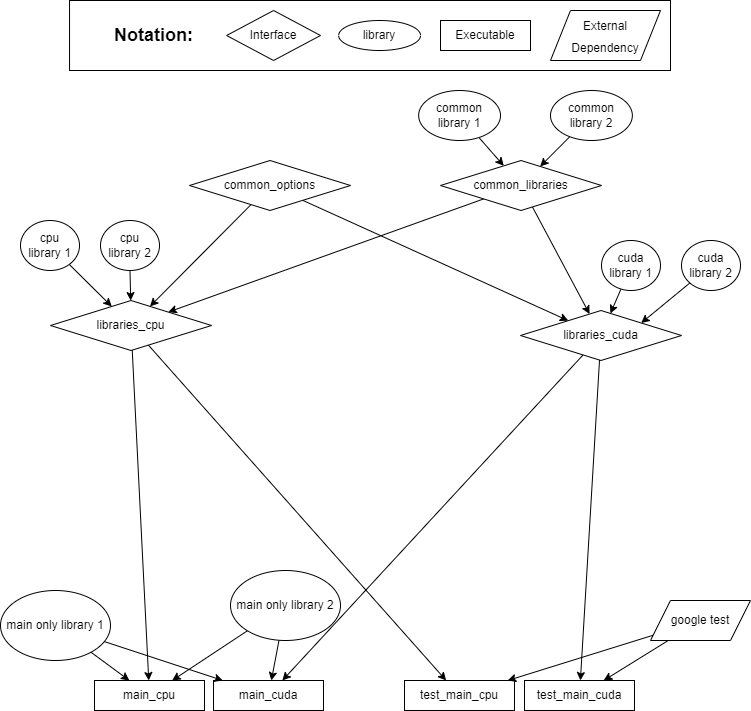 Notation:
Interface
library
Executable
External
Dependency
common
library 1
common
library 2
common_options
common_libraries
cpu
library 1
cpu
library 2
cuda
library 1
cuda
library 2
libraries_cpu
libraries_cuda
main only library 1
main only library 2
google test
main_cpu
main_cuda
test_main_cpu
test_main_cuda